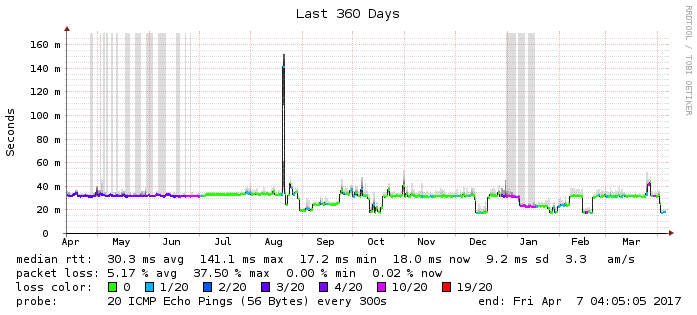 Last 360 Days
RRDTOOL / TOBI OETIKER
Seconds
160 m
140 m
120 m
100 m
80 m
60 m
40 m
20 m
0
Apr May Jun Jul Aug Sep Oct Nov Dec Jan Feb Mar
median rtt: 30.3 ms avg 141.1 ms max 17.2 ms min 18.0 ms now 9.2 ms sd 3.3 am/s
packet loss: 5.17 % avg 37.50 % max 0.00 % min 0.02 % now
loss color: 0 1/20 2/20 3/20 4/20 10/20 19/20
probe: 20 ICMP Echo Pings (56 Bytes) every 300s end: Fri Apr 7 04:05:05 2017